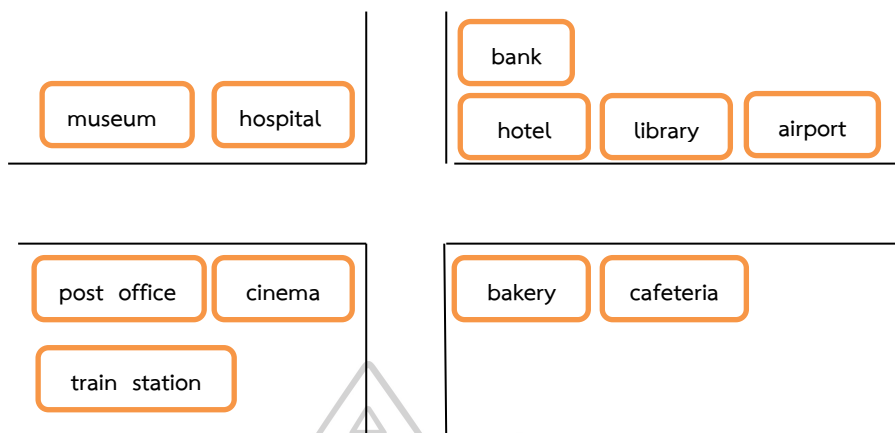 bank
museum
hospital
hotel
library
airport
post office
cinema
bakery
cafeteria
train station